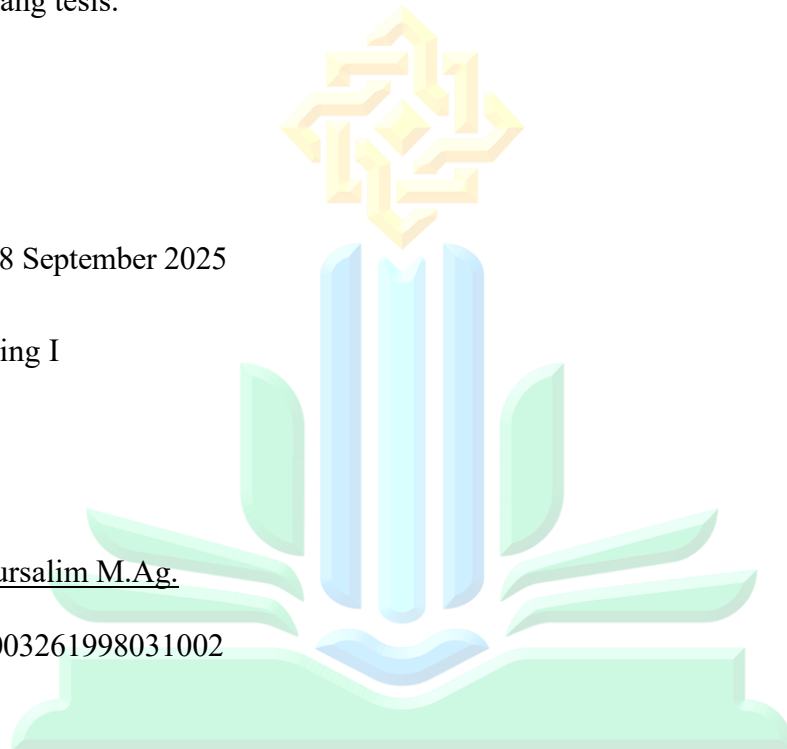 ang tesis.
8 September 2025
ing I
ursalim M.Ag.
003261998031002